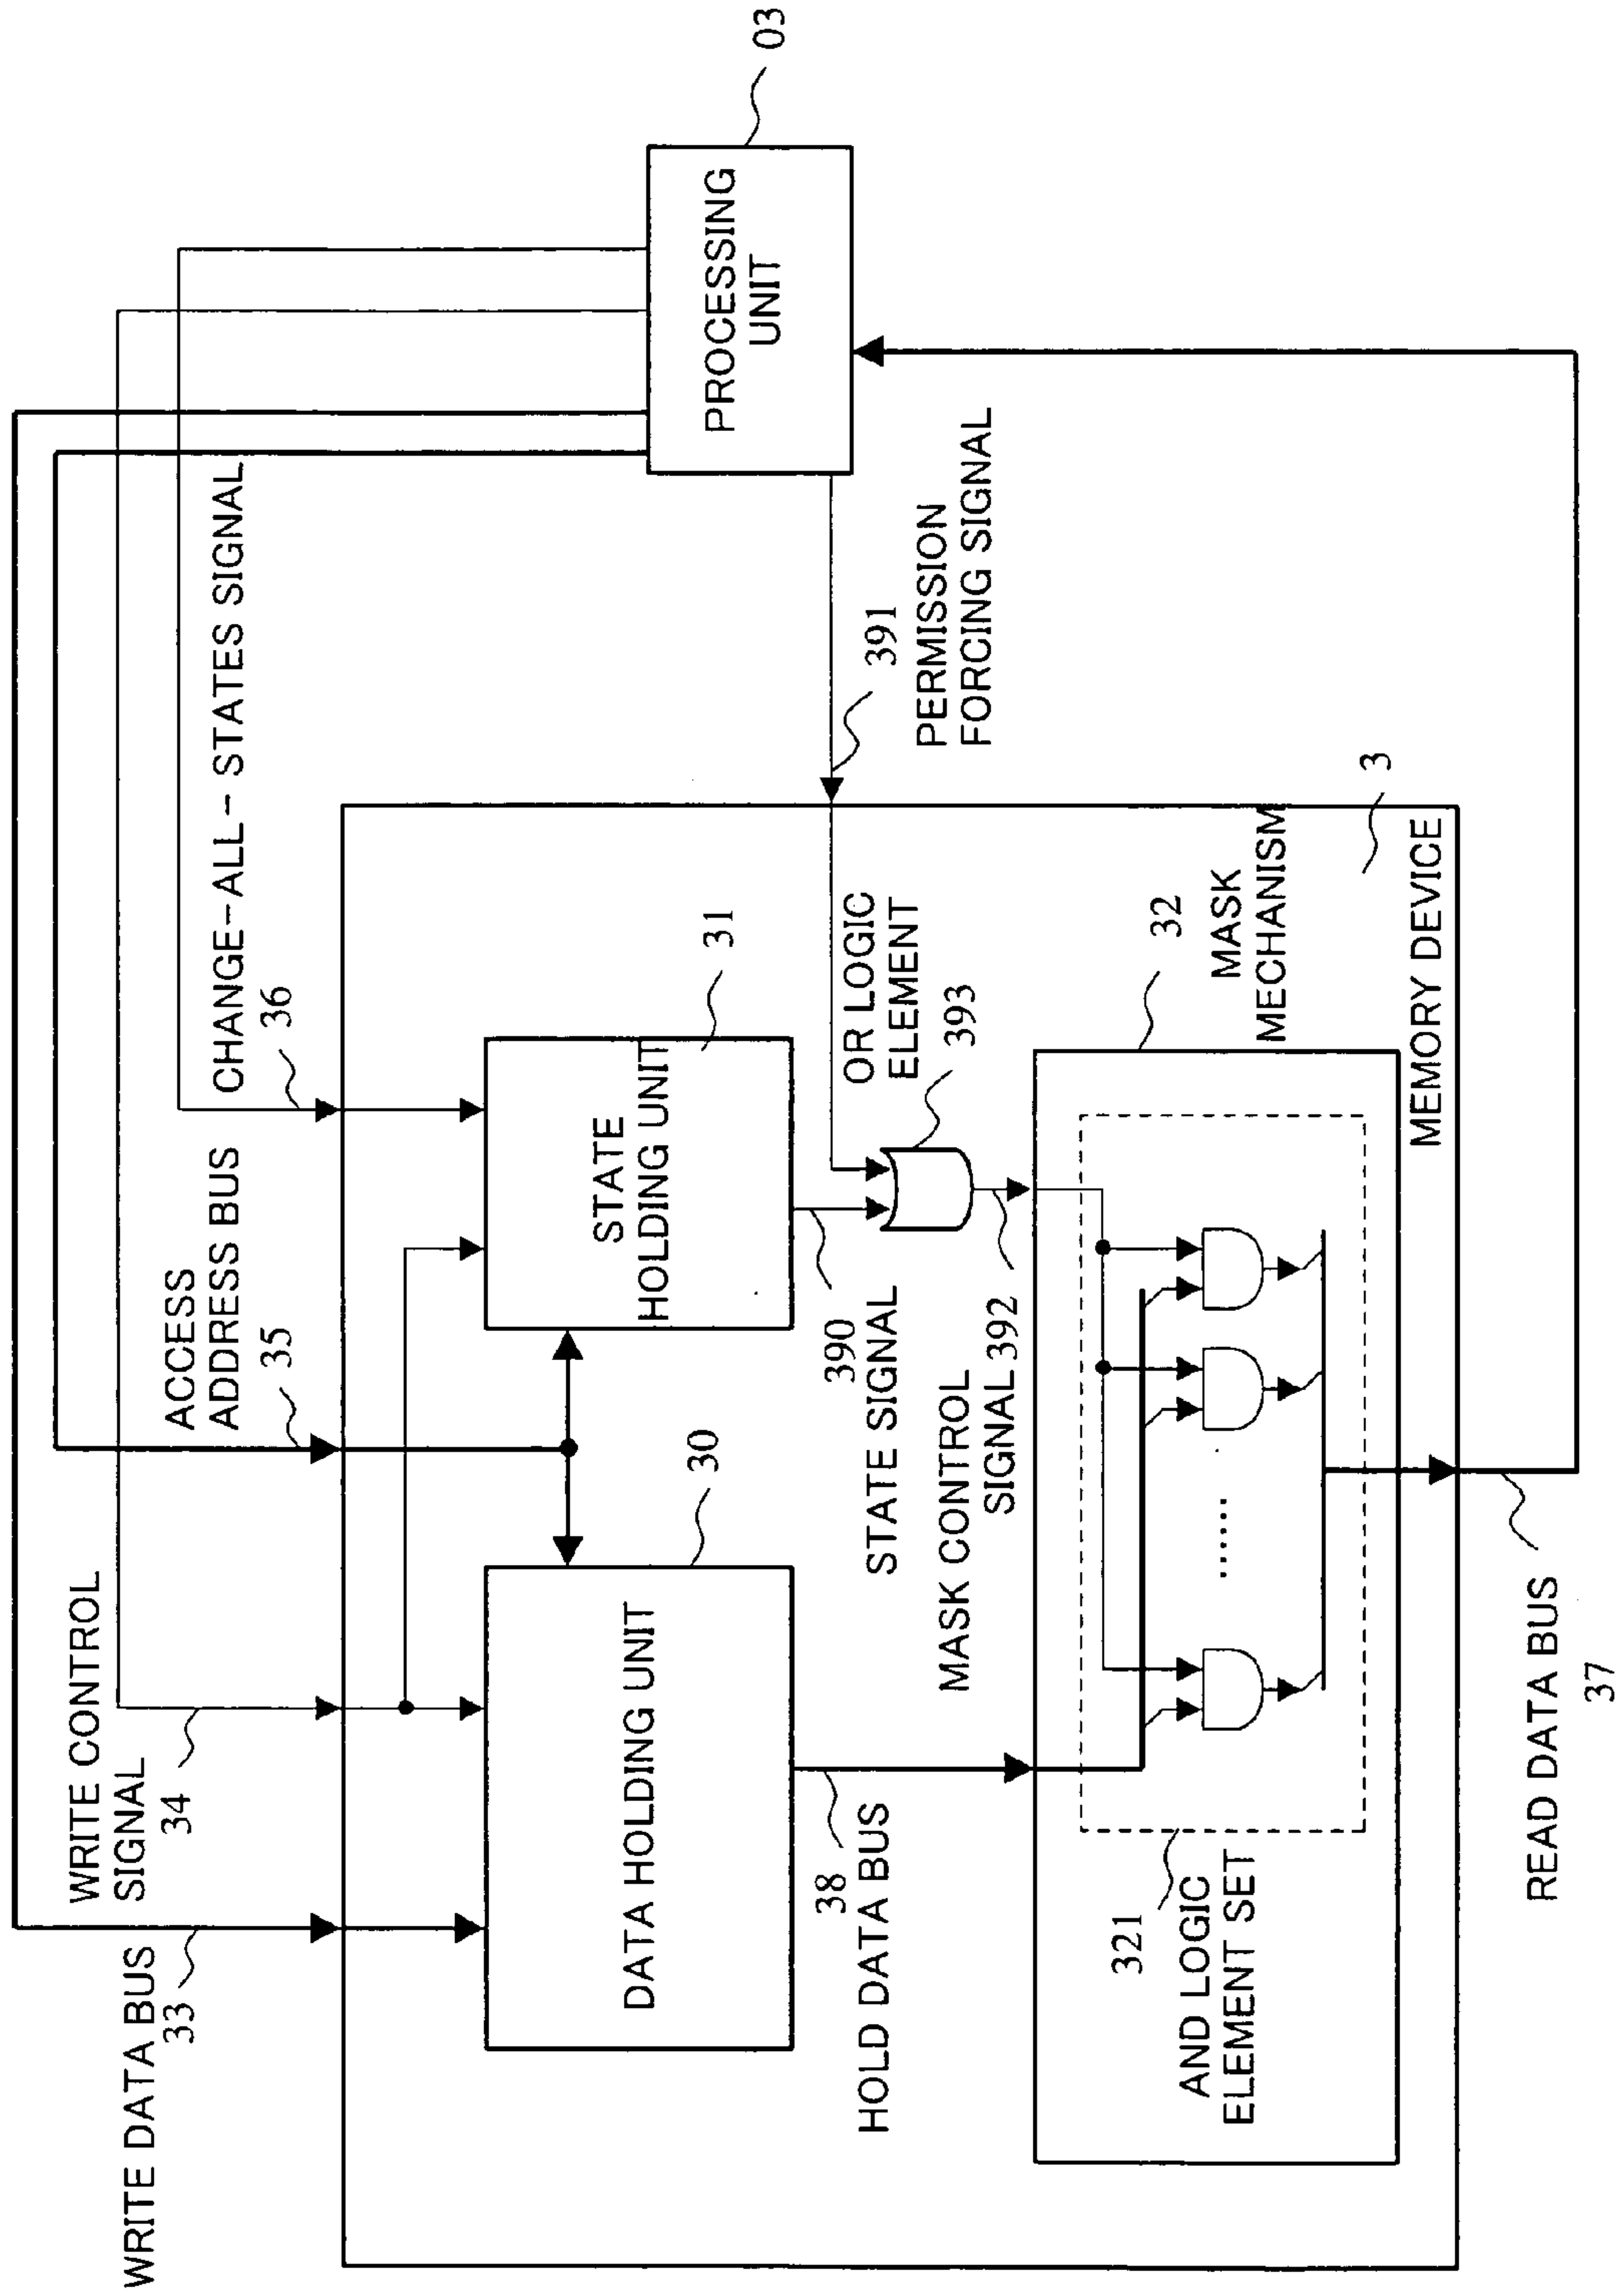 WRITE DATA BUS
33
WRITE CONTROL
SIGNAL
34
ACCESS
ADDRESS BUS
35
CHANGE-ALL-STATES SIGNAL
36
DATA HOLDING UNIT
30
STATE
HOLDING UNIT
31
PROCESSING
UNIT
03
HOLD DATA BUS
38
STATE SIGNAL
390
OR LOGIC
ELEMENT
393
391
PERMISSION
FORCING SIGNAL
MASK CONTROL
SIGNAL 392
AND LOGIC
ELEMENT SET
321
......
32
MASK
MECHANISM
3
MEMORY DEVICE
READ DATA BUS
37